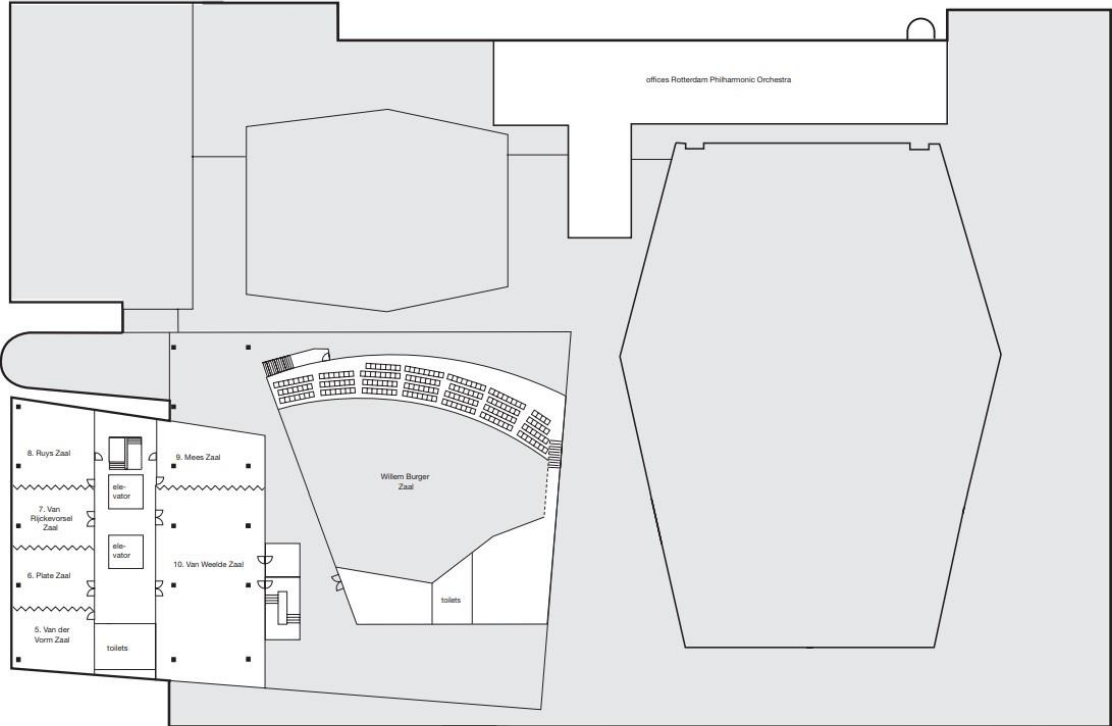 offices Rotterdam Philharmonic Orchestra
8. Ruys Zaal
9. Mees Zaal
ele-
vator
7. Van
Rijckevorsel
Zaal
ele-
vator
10. Van Weelde Zaal
6. Plate Zaal
5. Van der
Vorm Zaal
toilets
Willem Burger
Zaal
toilets